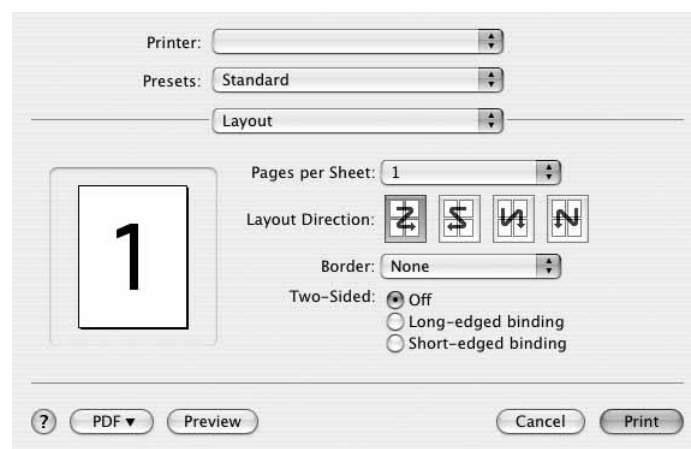 Printer:
Presets: Standard
Layout
Pages per Sheet: 1
1
Layout Direction:
Border: None
Two-Sided: Off
Long-edged binding
Short-edged binding
? PDF▼ Preview Cancel Print